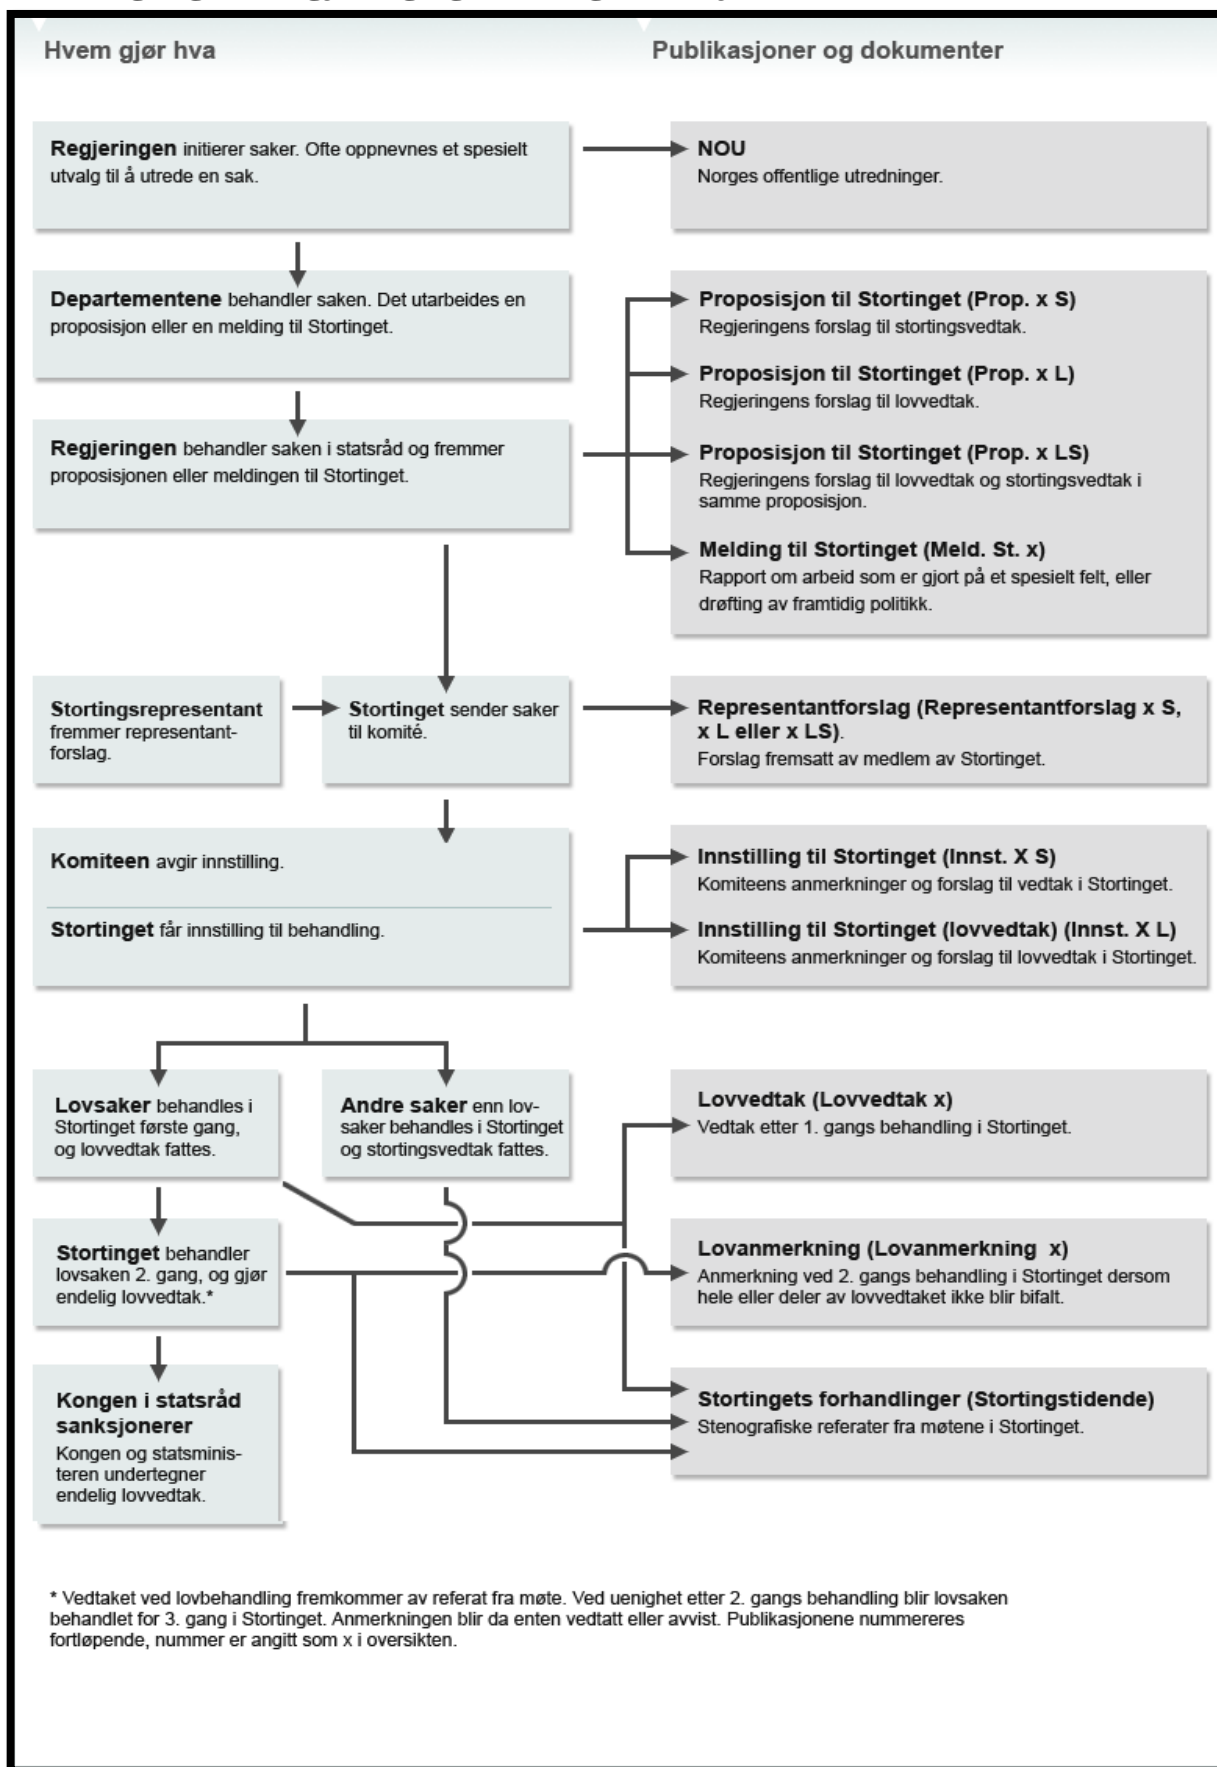 Hvem gjør hva
Publikasjoner og dokumenter
Regjeringen initierer saker. Ofte oppnevnes et spesielt
utvalg til å utrede en sak.
NOU
Norges offentlige utredninger.
Departementene behandler saken. Det utarbeides en
proposisjon eller en melding til Stortinget.
Regjeringen behandler saken i statsråd og fremmer
proposisjonen eller meldingen til Stortinget.
Proposisjon til Stortinget (Prop. x S)
Regjeringens forslag til stortingsvedtak.
Proposisjon til Stortinget (Prop. x L)
Regjeringens forslag til lovvedtak.
Proposisjon til Stortinget (Prop. x LS)
Regjeringens forslag til lovvedtak og stortingsvedtak i
samme proposisjon.
Melding til Stortinget (Meld. St. x)
Rapport om arbeid som er gjort på et spesielt felt, eller
drøfting av framtidig politikk.
Stortingsrepresentant
fremmer representant-
forslag.
Stortinget sender saker
til komité.
Representantforslag (Representantforslag x S,
x L eller x LS).
Forslag fremsatt av medlem av Stortinget.
Komiteen avgir innstilling.
Stortinget får innstilling til behandling.
Innstilling til Stortinget (Innst. X S)
Komiteens anmerkninger og forslag til vedtak i Stortinget.
Innstilling til Stortinget (lovvedtak) (Innst. X L)
Komiteens anmerkninger og forslag til lovvedtak i Stortinget.
Lovsaker behandles i
Stortinget første gang,
og lovvedtak fattes.
Andre saker enn lov-
saker behandles i Stortinget
og stortingsvedtak fattes.
Lovvedtak (Lovvedtak x)
Vedtak etter 1. gangs behandling i Stortinget.
Stortinget behandler
lovsaken 2. gang, og gjør
endelig lovvedtak.*
Lovanmerkning (Lovanmerkning x)
Anmerkning ved 2. gangs behandling i Stortinget dersom
hele eller deler av lovvedtaket ikke blir bifalt.
Kongen i statsråd
sanksjonerer
Kongen og statsminis-
teren undertegner
endelig lovvedtak.
Stortingets forhandlinger (Stortingstidende)
Stenografiske referater fra møtene i Stortinget.
* Vedtaket ved lovbehandling fremkommer av referat fra møte. Ved uenighet etter 2. gangs behandling blir lovsaken
behandlet for 3. gang i Stortinget. Anmerkningen blir da enten vedtatt eller avvist. Publikasjonene nummereres
fortløpende, nummer er angitt som x i oversikten.